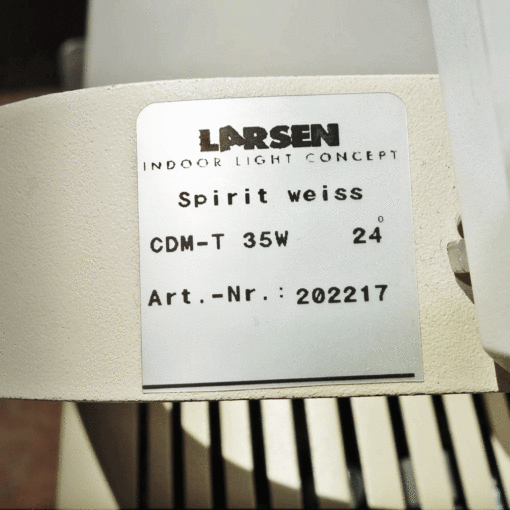 LARSEN
INDOOR LIGHT CONCEPT
Spirit weiss
CDM-T 35W 24°
Art.-Nr.: 202217